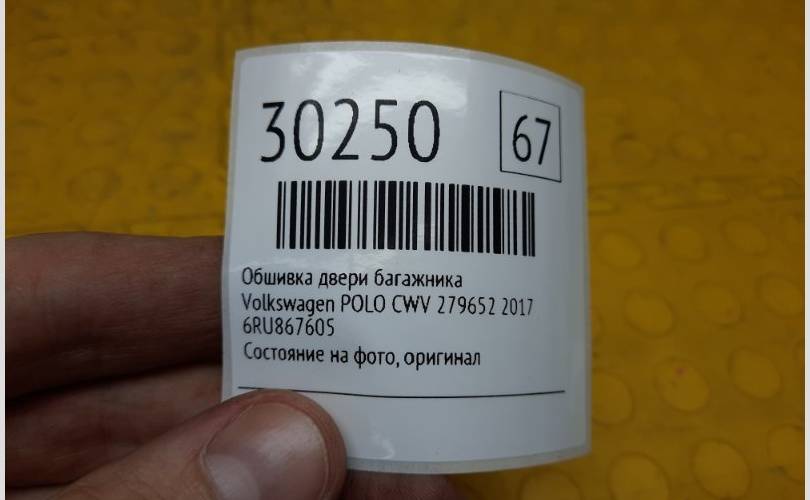 30250
67
Обшивка двери багажника
Volkswagen POLO CWV 279652 2017
6RU867605
Состояние на фото, оригинал